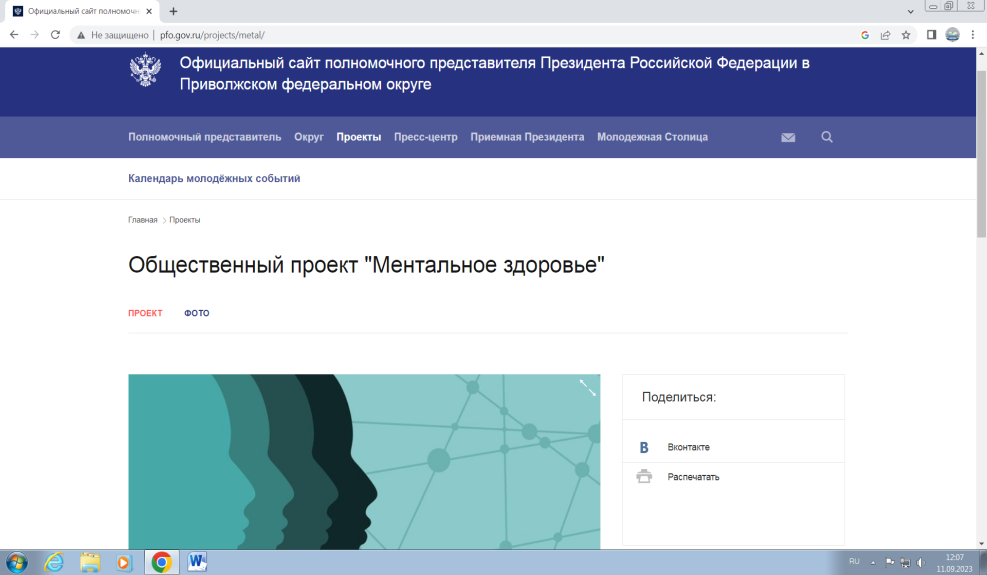 Официальный сайт полномочн
Не защищено | pfo.gov.ru/projects/metal/
Официальный сайт полномочного представителя Президента Российской Федерации в
Приволжском федеральном округе
Полномочный представитель Округ Проекты Пресс-центр Приемная Президента Молодежная Столица
Календарь молодёжных событий
Главная > Проекты
Общественный проект "Ментальное здоровье"
ПРОЕКТ ФОТО
Поделиться:
В Вконтакте
Распечатать
RU 12:07
11.09.2023